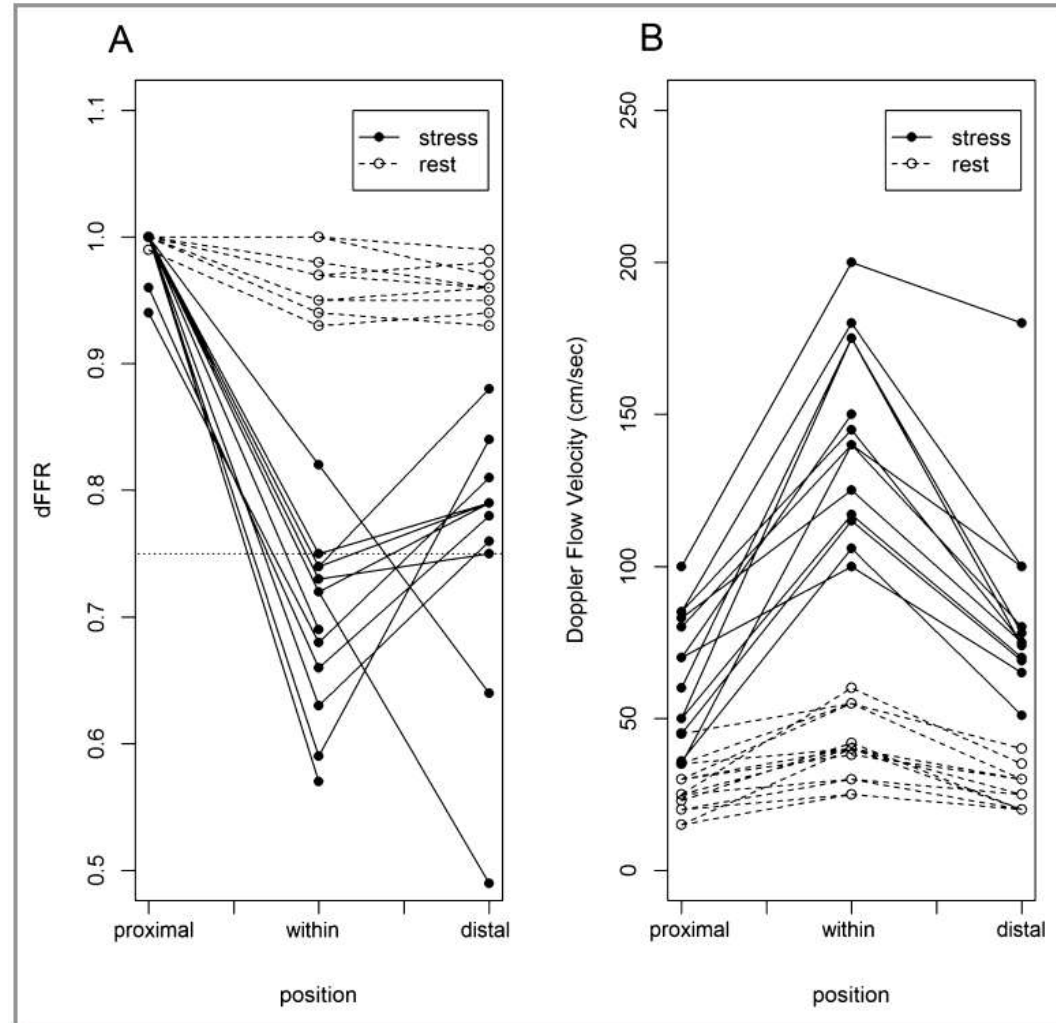 A
1.1
1.0
0.9
0.8
0.7
0.6
0.5
dFFR
stress
rest
proximal
within
distal
position
B
250
200
150
100
50
0
Doppler Flow Velocity (cm/sec)
stress
rest
proximal
within
distal
position